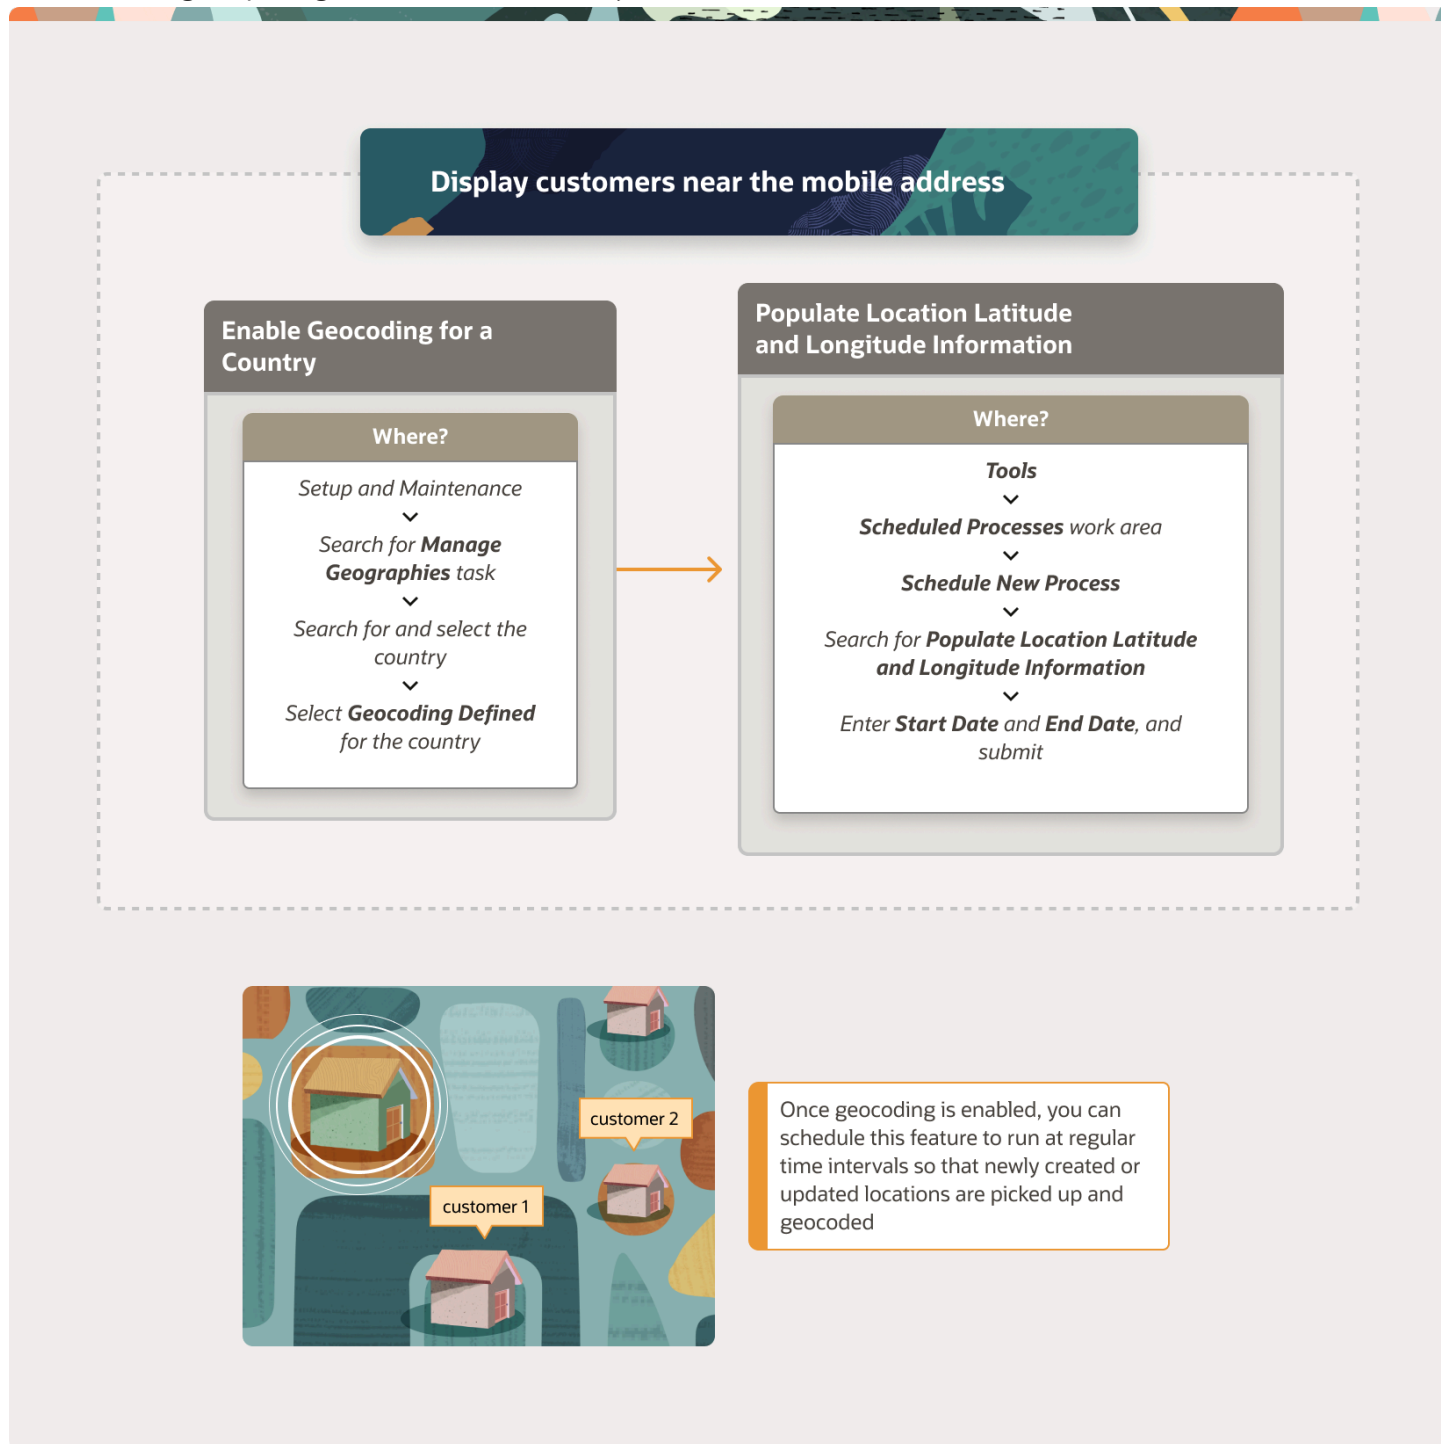 Display customers near the mobile address
Enable Geocoding for a
Country
Where?
Setup and Maintenance
Search for Manage
Geographies task
Search for and select the
country
Select Geocoding Defined
for the country
Populate Location Latitude
and Longitude Information
Where?
Tools
Scheduled Processes work area
Schedule New Process
Search for Populate Location Latitude
and Longitude Information
Enter Start Date and End Date, and
submit
customer 2
customer 1
Once geocoding is enabled, you can
schedule this feature to run at regular
time intervals so that newly created or
updated locations are picked up and
geocoded